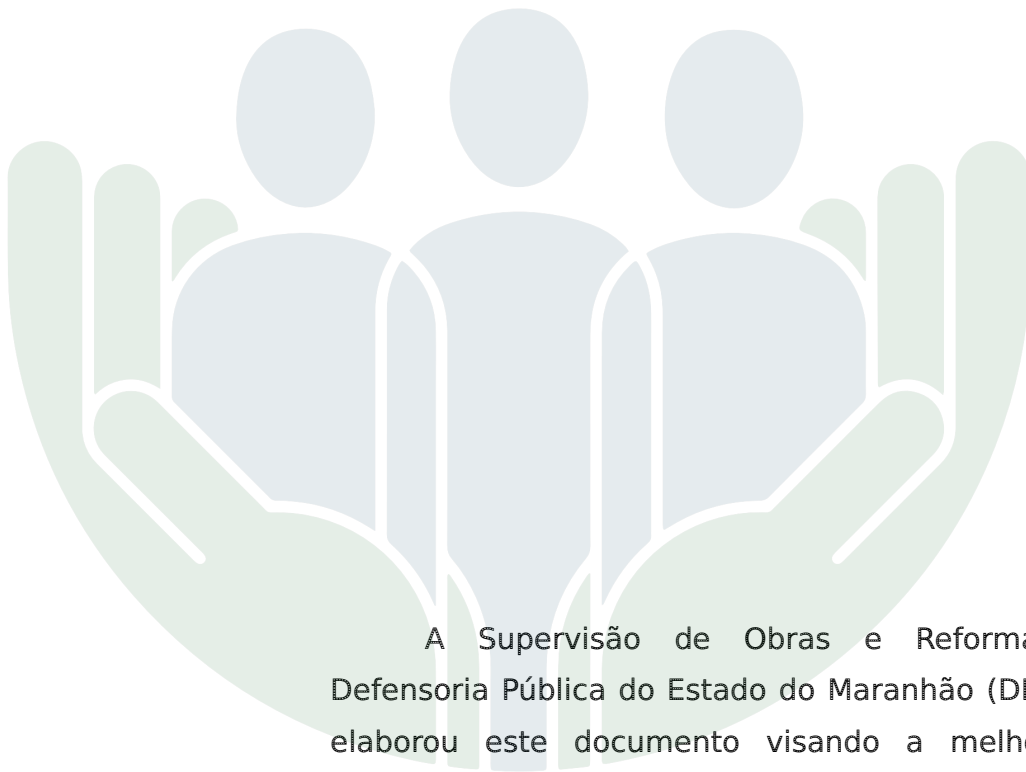 A Supervisão de Obras e
Defensoria Pública do Estado do Maranhão
elaborou este documento visando a